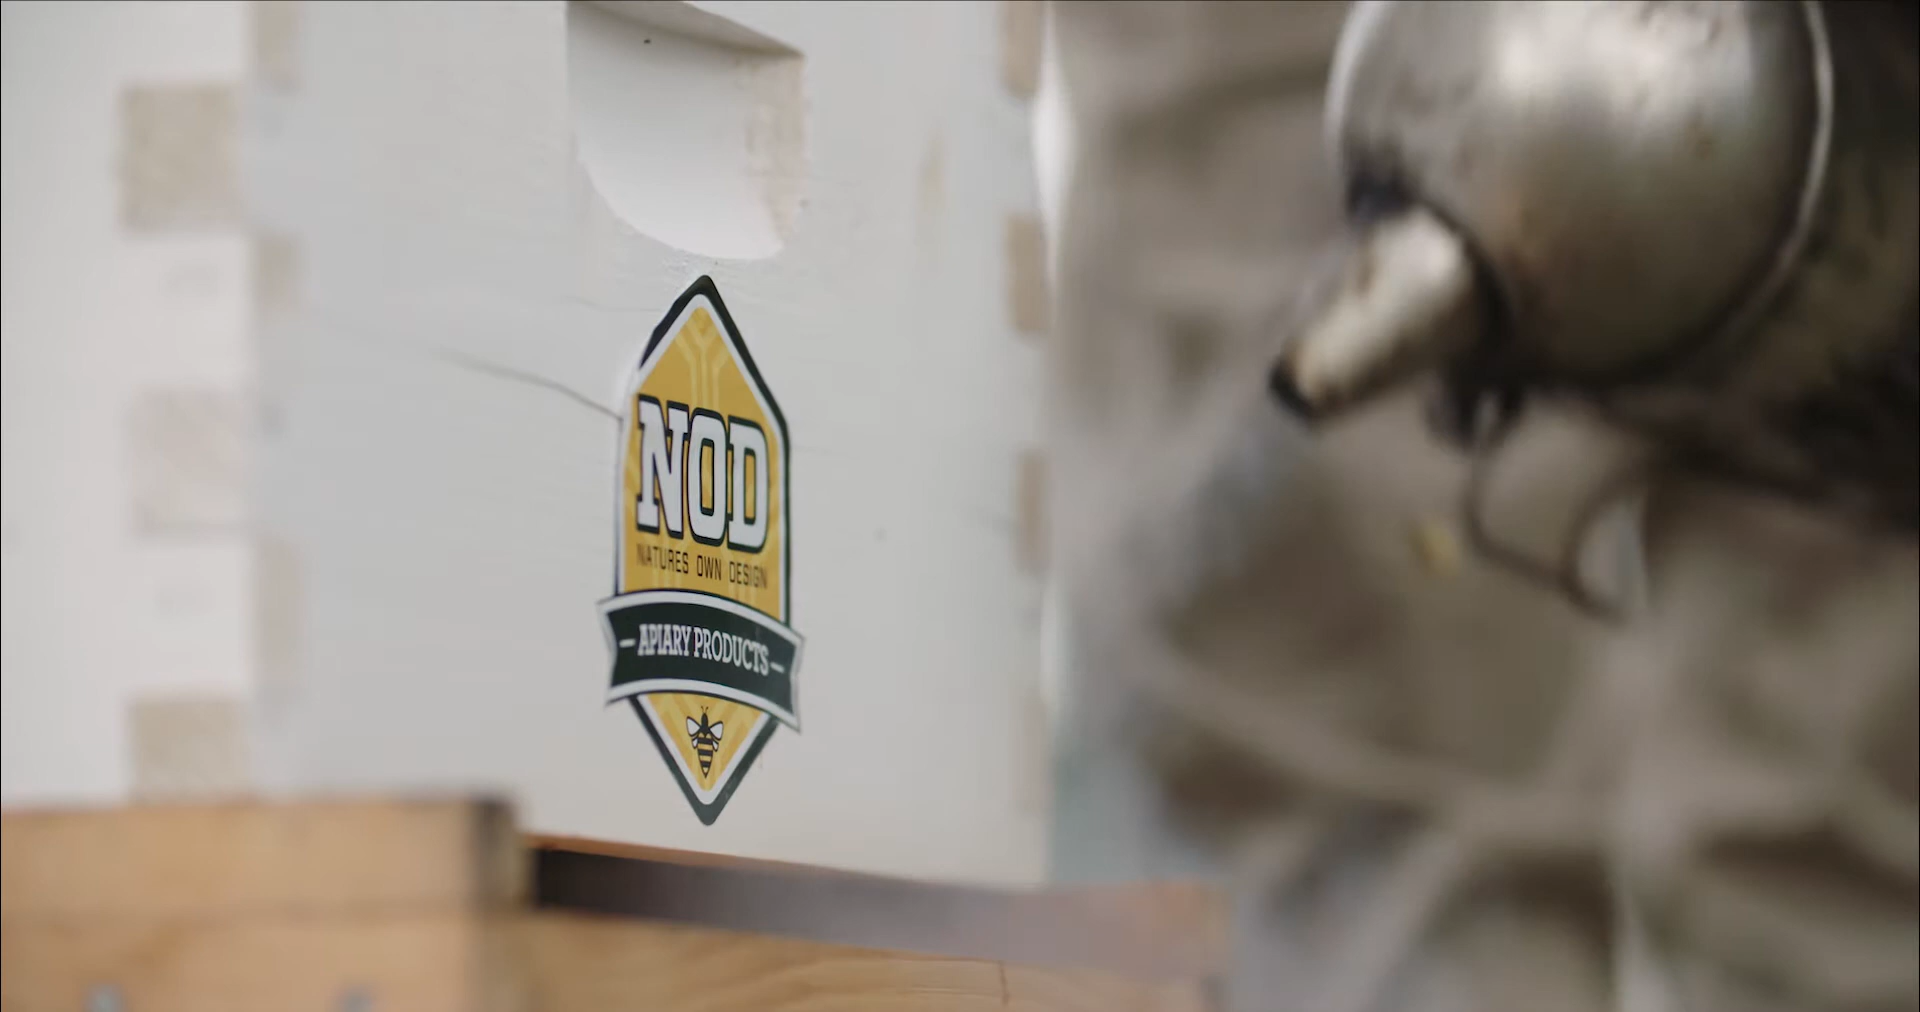 NOD
NATURES OWN DESIGN
— APIARY PRODUCTS —